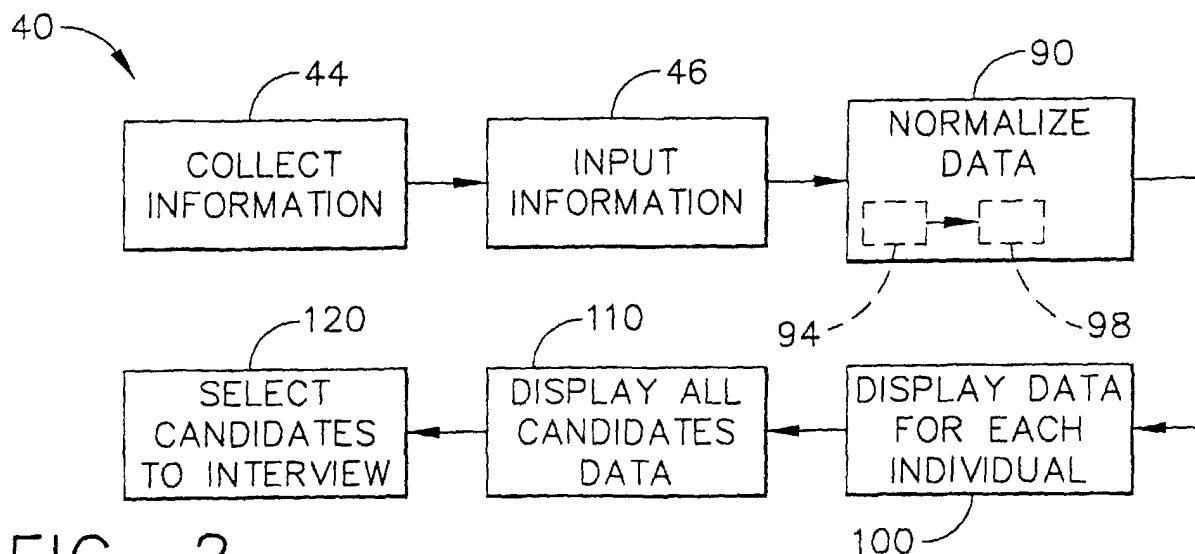 40
44
COLLECT
INFORMATION
46
INPUT
INFORMATION
90
NORMALIZE
DATA
94
98
120
SELECT
CANDIDATES
TO INTERVIEW
110
DISPLAY ALL
CANDIDATES
DATA
DISPLAY DATA
FOR EACH
INDIVIDUAL
100